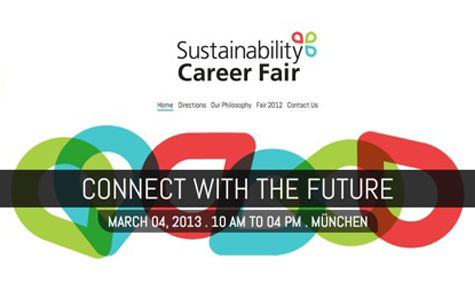 Sustainability
Career Fair
Home Directions Our Philosophy Fair 2012 Contact Us
CONNECT WITH THE FUTURE
MARCH 04, 2013 . 10 AM TO 04 PM . MÜNCHEN